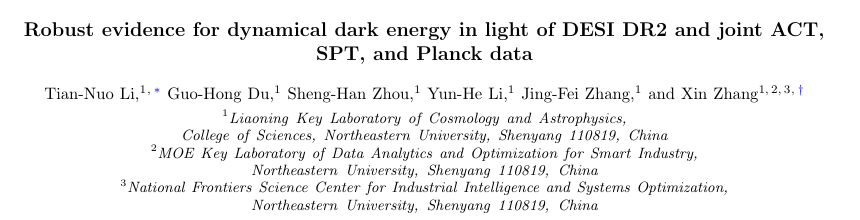 Robust evidence for dynamical dark energy in light of DESI DR2 and joint ACT,
SPT, and Planck data
Tian-Nuo Li,1, * Guo-Hong Du,1 Sheng-Han Zhou,1 Yun-He Li,1 Jing-Fei Zhang,1 and Xin Zhang1, 2, 3, †
1Liaoning Key Laboratory of Cosmology and Astrophysics,
College of Sciences, Northeastern University, Shenyang 110819, China
2MOE Key Laboratory of Data Analytics and Optimization for Smart Industry,
Northeastern University, Shenyang 110819, China
3National Frontiers Science Center for Industrial Intelligence and Systems Optimization,
Northeastern University, Shenyang 110819, China